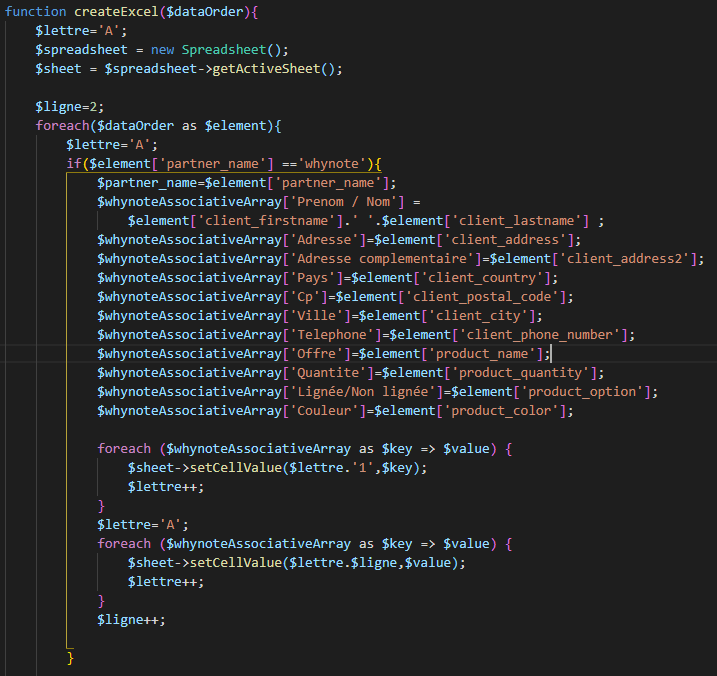 function createExcel($dataOrder){
$lettre='A';
$spreadsheet = new Spreadsheet();
$sheet = $spreadsheet->getActiveSheet();
$ligne=2;
foreach($dataOrder as $element){
$lettre='A';
if($element['partner_name'] =='whynote'){
$partner_name=$element['partner_name'];
$whynoteAssociativeArray['Prenom / Nom'] =
$element['client_firstname'].' '.$element['client_lastname'] ;
$whynoteAssociativeArray['Adresse']=$element['client_address'];
$whynoteAssociativeArray['Adresse complementaire']=$element['client_address2'];
$whynoteAssociativeArray['Pays']=$element['client_country'];
$whynoteAssociativeArray['Cp']=$element['client_postal_code'];
$whynoteAssociativeArray['Ville']=$element['client_city'];
$whynoteAssociativeArray['Telephone']=$element['client_phone_number'];
$whynoteAssociativeArray['Offre']=$element['product_name'];
$whynoteAssociativeArray['Quantite']=$element['product_quantity'];
$whynoteAssociativeArray['Lignée/Non lignée']=$element['product_option'];
$whynoteAssociativeArray['Couleur']=$element['product_color'];
foreach ($whynoteAssociativeArray as $key => $value) {
$sheet->setCellValue($lettre.'1',$key);
$lettre++;
}
$lettre='A';
foreach ($whynoteAssociativeArray as $key => $value) {
$sheet->setCellValue($lettre.$ligne,$value);
$lettre++;
}
$ligne++;
}